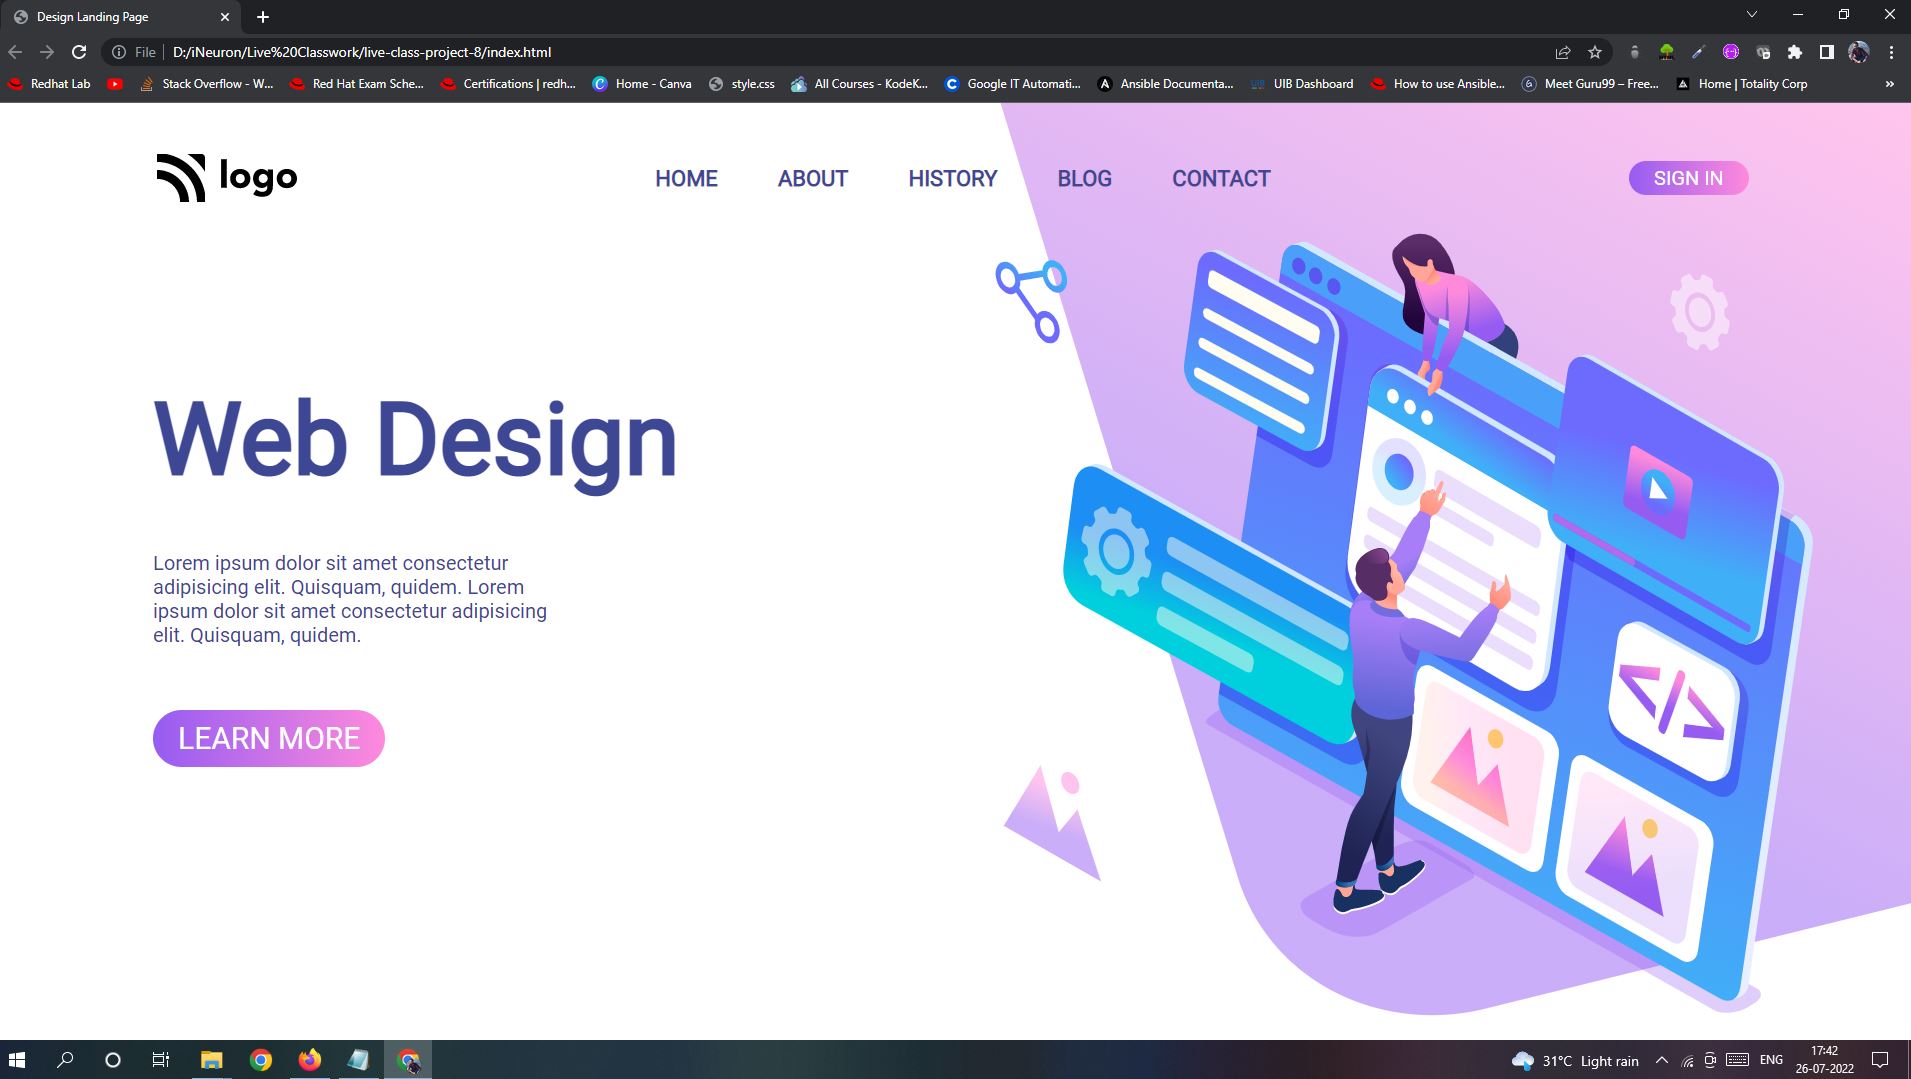 Design Landing Page
File
D:/iNeuron/Live%20Classwork/live-class-project-8/index.html
Redhat Lab
Stack Overflow - W...
Red Hat Exam Sche...
Certifications | redh...
Home - Canva
style.css
All Courses - KodeK...
Google IT Automati...
Ansible Documenta...
UIB Dashboard
How to use Ansible...
Meet Guru99 – Free...
Home | Totality Corp
»
logo
HOME
ABOUT
HISTORY
BLOG
CONTACT
SIGN IN
Web Design
Lorem ipsum dolor sit amet consectetur
adipisicing elit. Quisquam, quidem. Lorem
ipsum dolor sit amet consectetur adipisicing
elit. Quisquam, quidem.
LEARN MORE
</>
31°C Light rain
ENG
17:42
26-07-2022